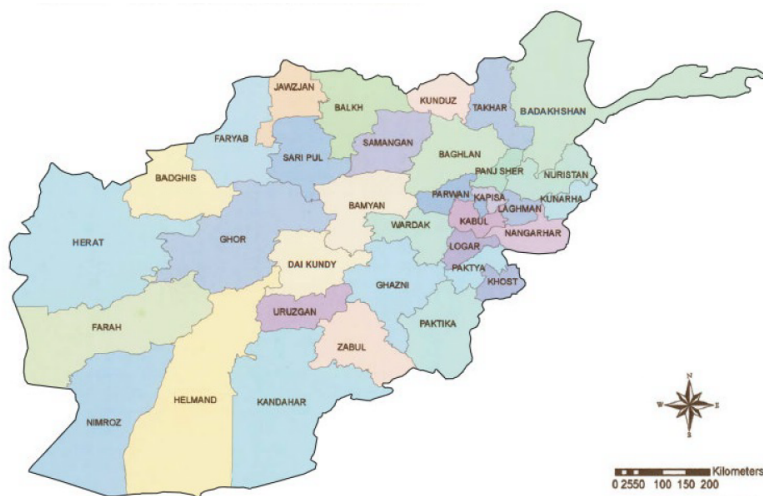 JAWZJAN
BALKH
KUNDUZ
TAKHAR
BADAKHSHAN
FARYAB
SARI PUL
SAMANGAN
BAGHLAN
PANJ SHER
NURISTAN
BADGHIS
PARWAN
KAPISA
KUNARHA
LAGHMAN
BAMYAN
WARDAK
KABUL
NANGARHAR
HERAT
GHOR
LOGAR
DAI KUNDY
PAKTYA
KHOST
GHAZNI
URUZGAN
FARAH
PAKTIKA
ZABUL
HELMAND
KANDAHAR
NIMROZ
N
W E
S
Kilometers
0 2550 100 150 200